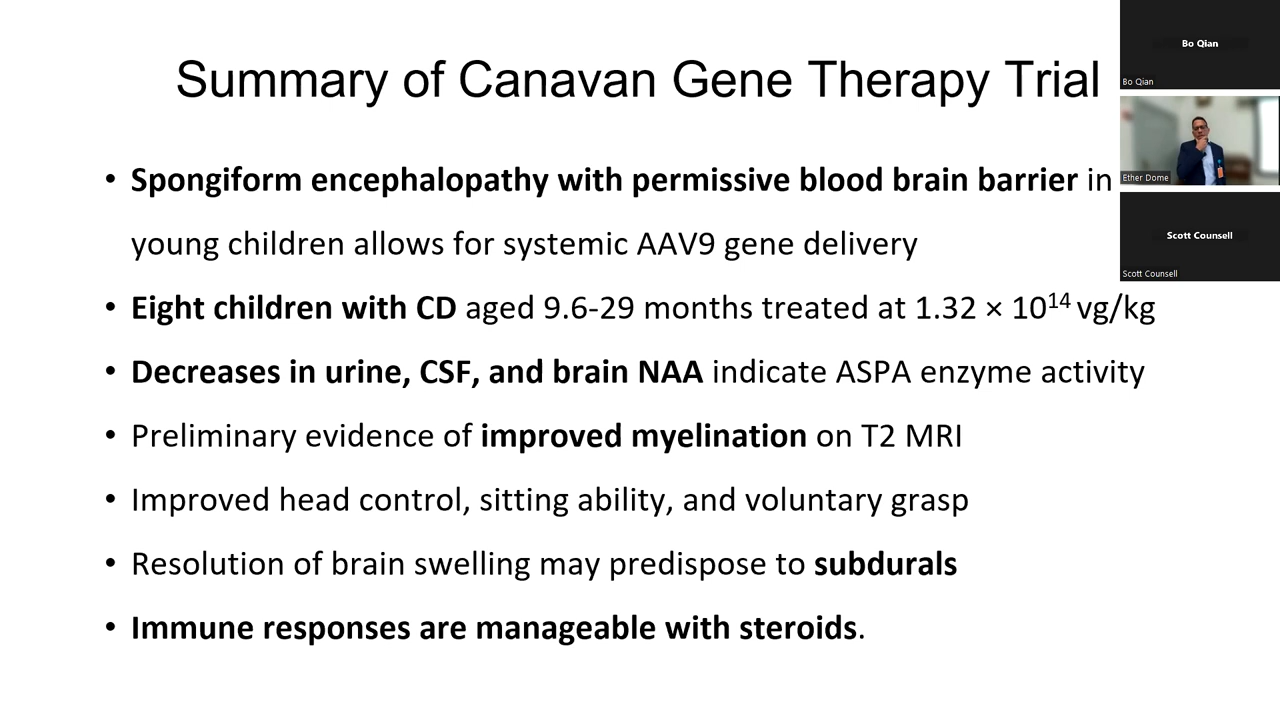 Summary of Canavan Gene Therapy Trial
• Spongiform encephalopathy with permissive blood brain barrier in
young children allows for systemic AAV9 gene delivery
• Eight children with CD aged 9.6-29 months treated at 1.32 × 10¹⁴ vg/kg
• Decreases in urine, CSF, and brain NAA indicate ASPA enzyme activity
• Preliminary evidence of improved myelination on T2 MRI
• Improved head control, sitting ability, and voluntary grasp
• Resolution of brain swelling may predispose to subdurals
• Immune responses are manageable with steroids.
Bo Qian
Bo Qian
Ether Dome
Scott Counsell
Scott Counsell